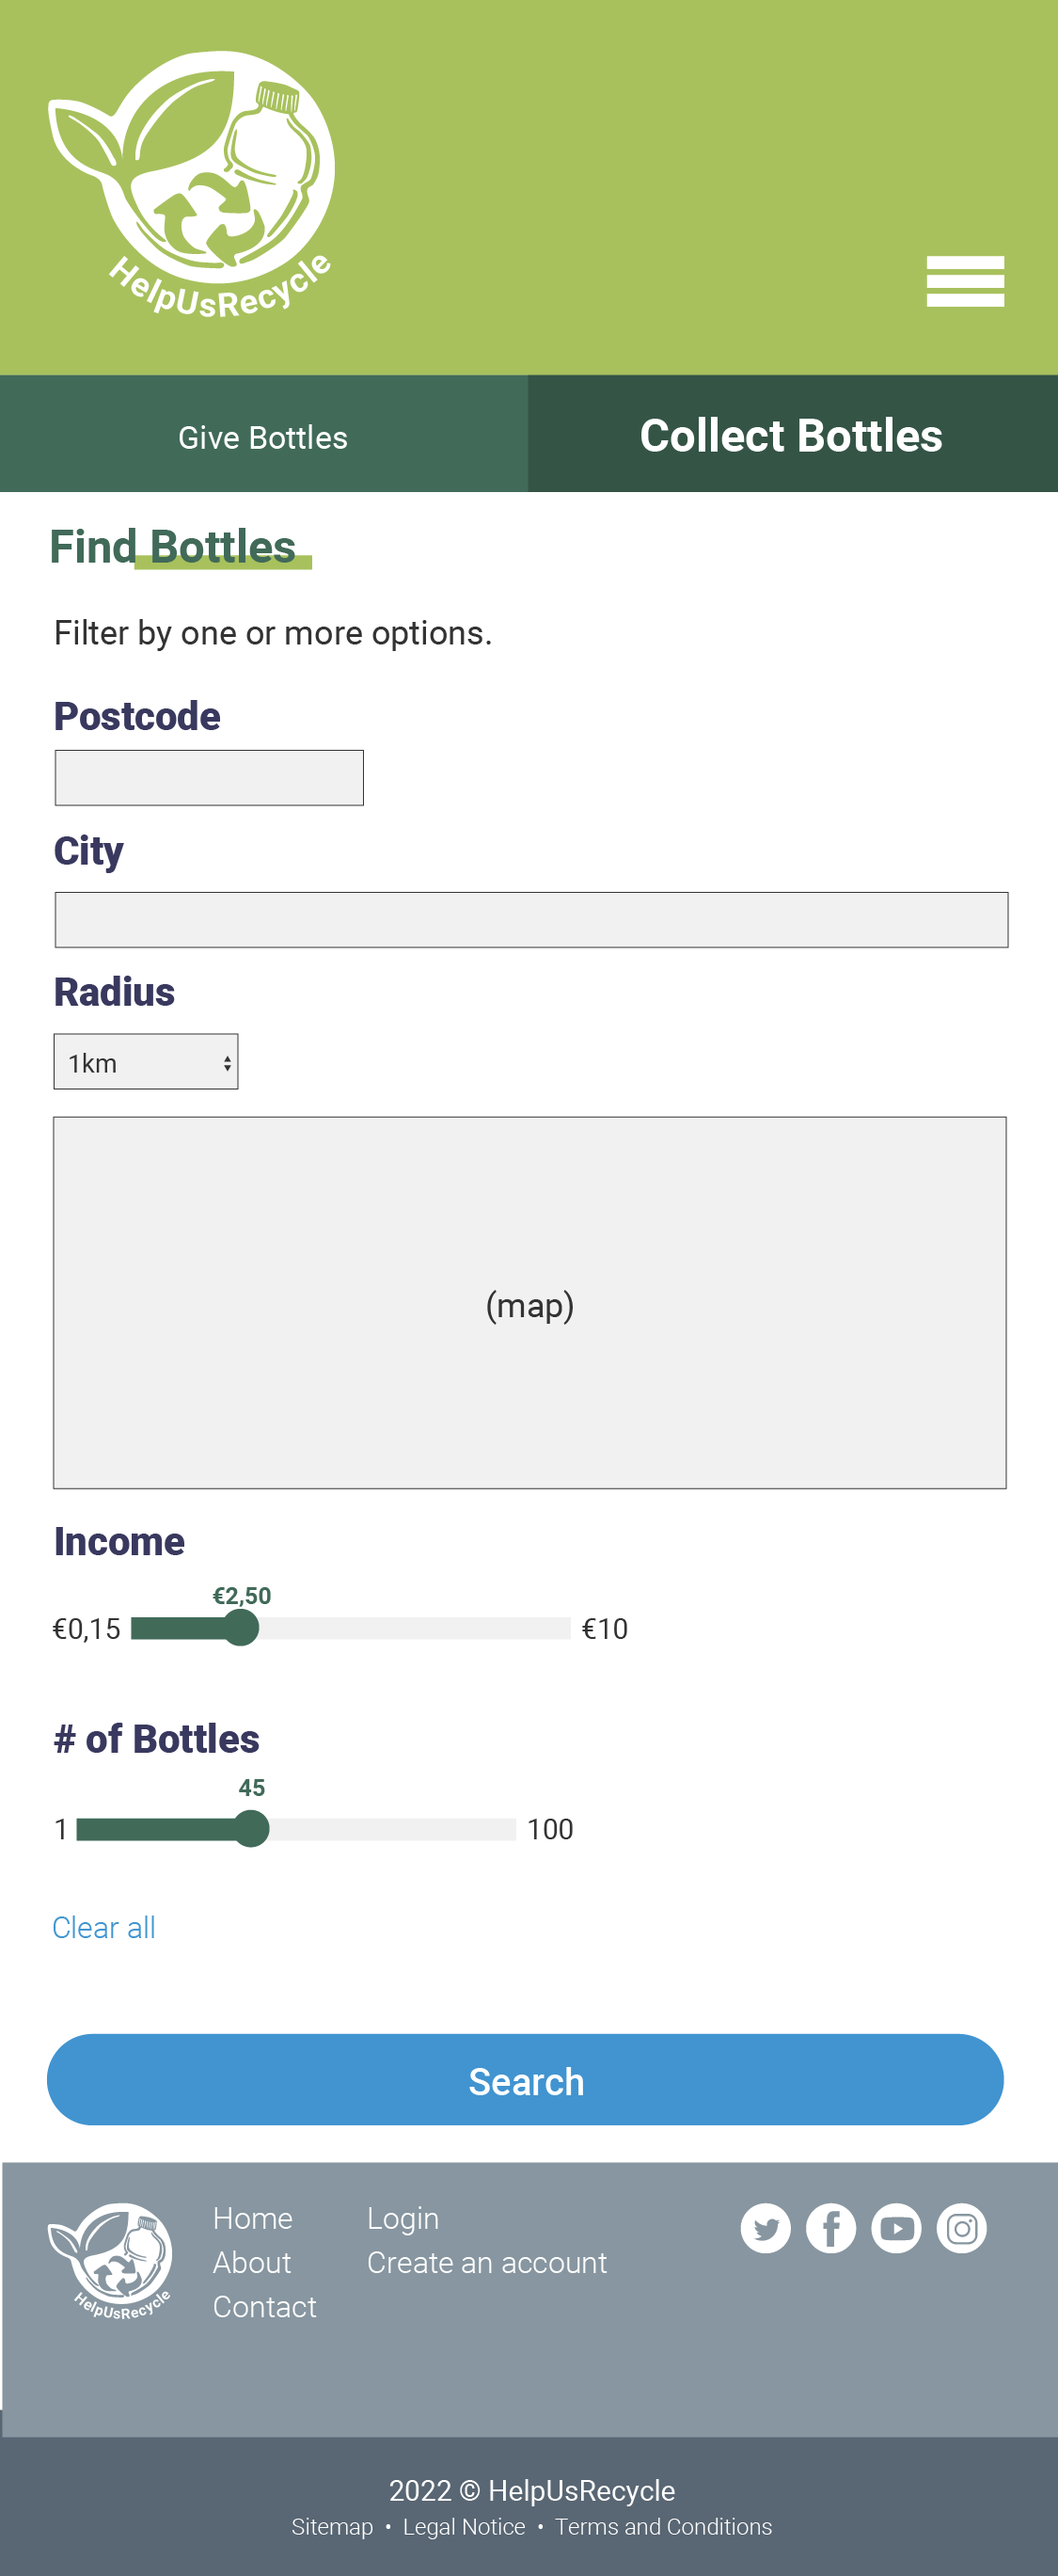 HelpUsRecycle
Give Bottles
Collect Bottles
Find Bottles
Filter by one or more options.
Postcode
City
Radius
1km
(map)
Income
€2,50
€0,15
€10
# of Bottles
45
1
100
Clear all
Search
HelpUsRecycle
Home
Login
About
Create an account
Contact
2022 © HelpUsRecycle
Sitemap • Legal Notice • Terms and Conditions